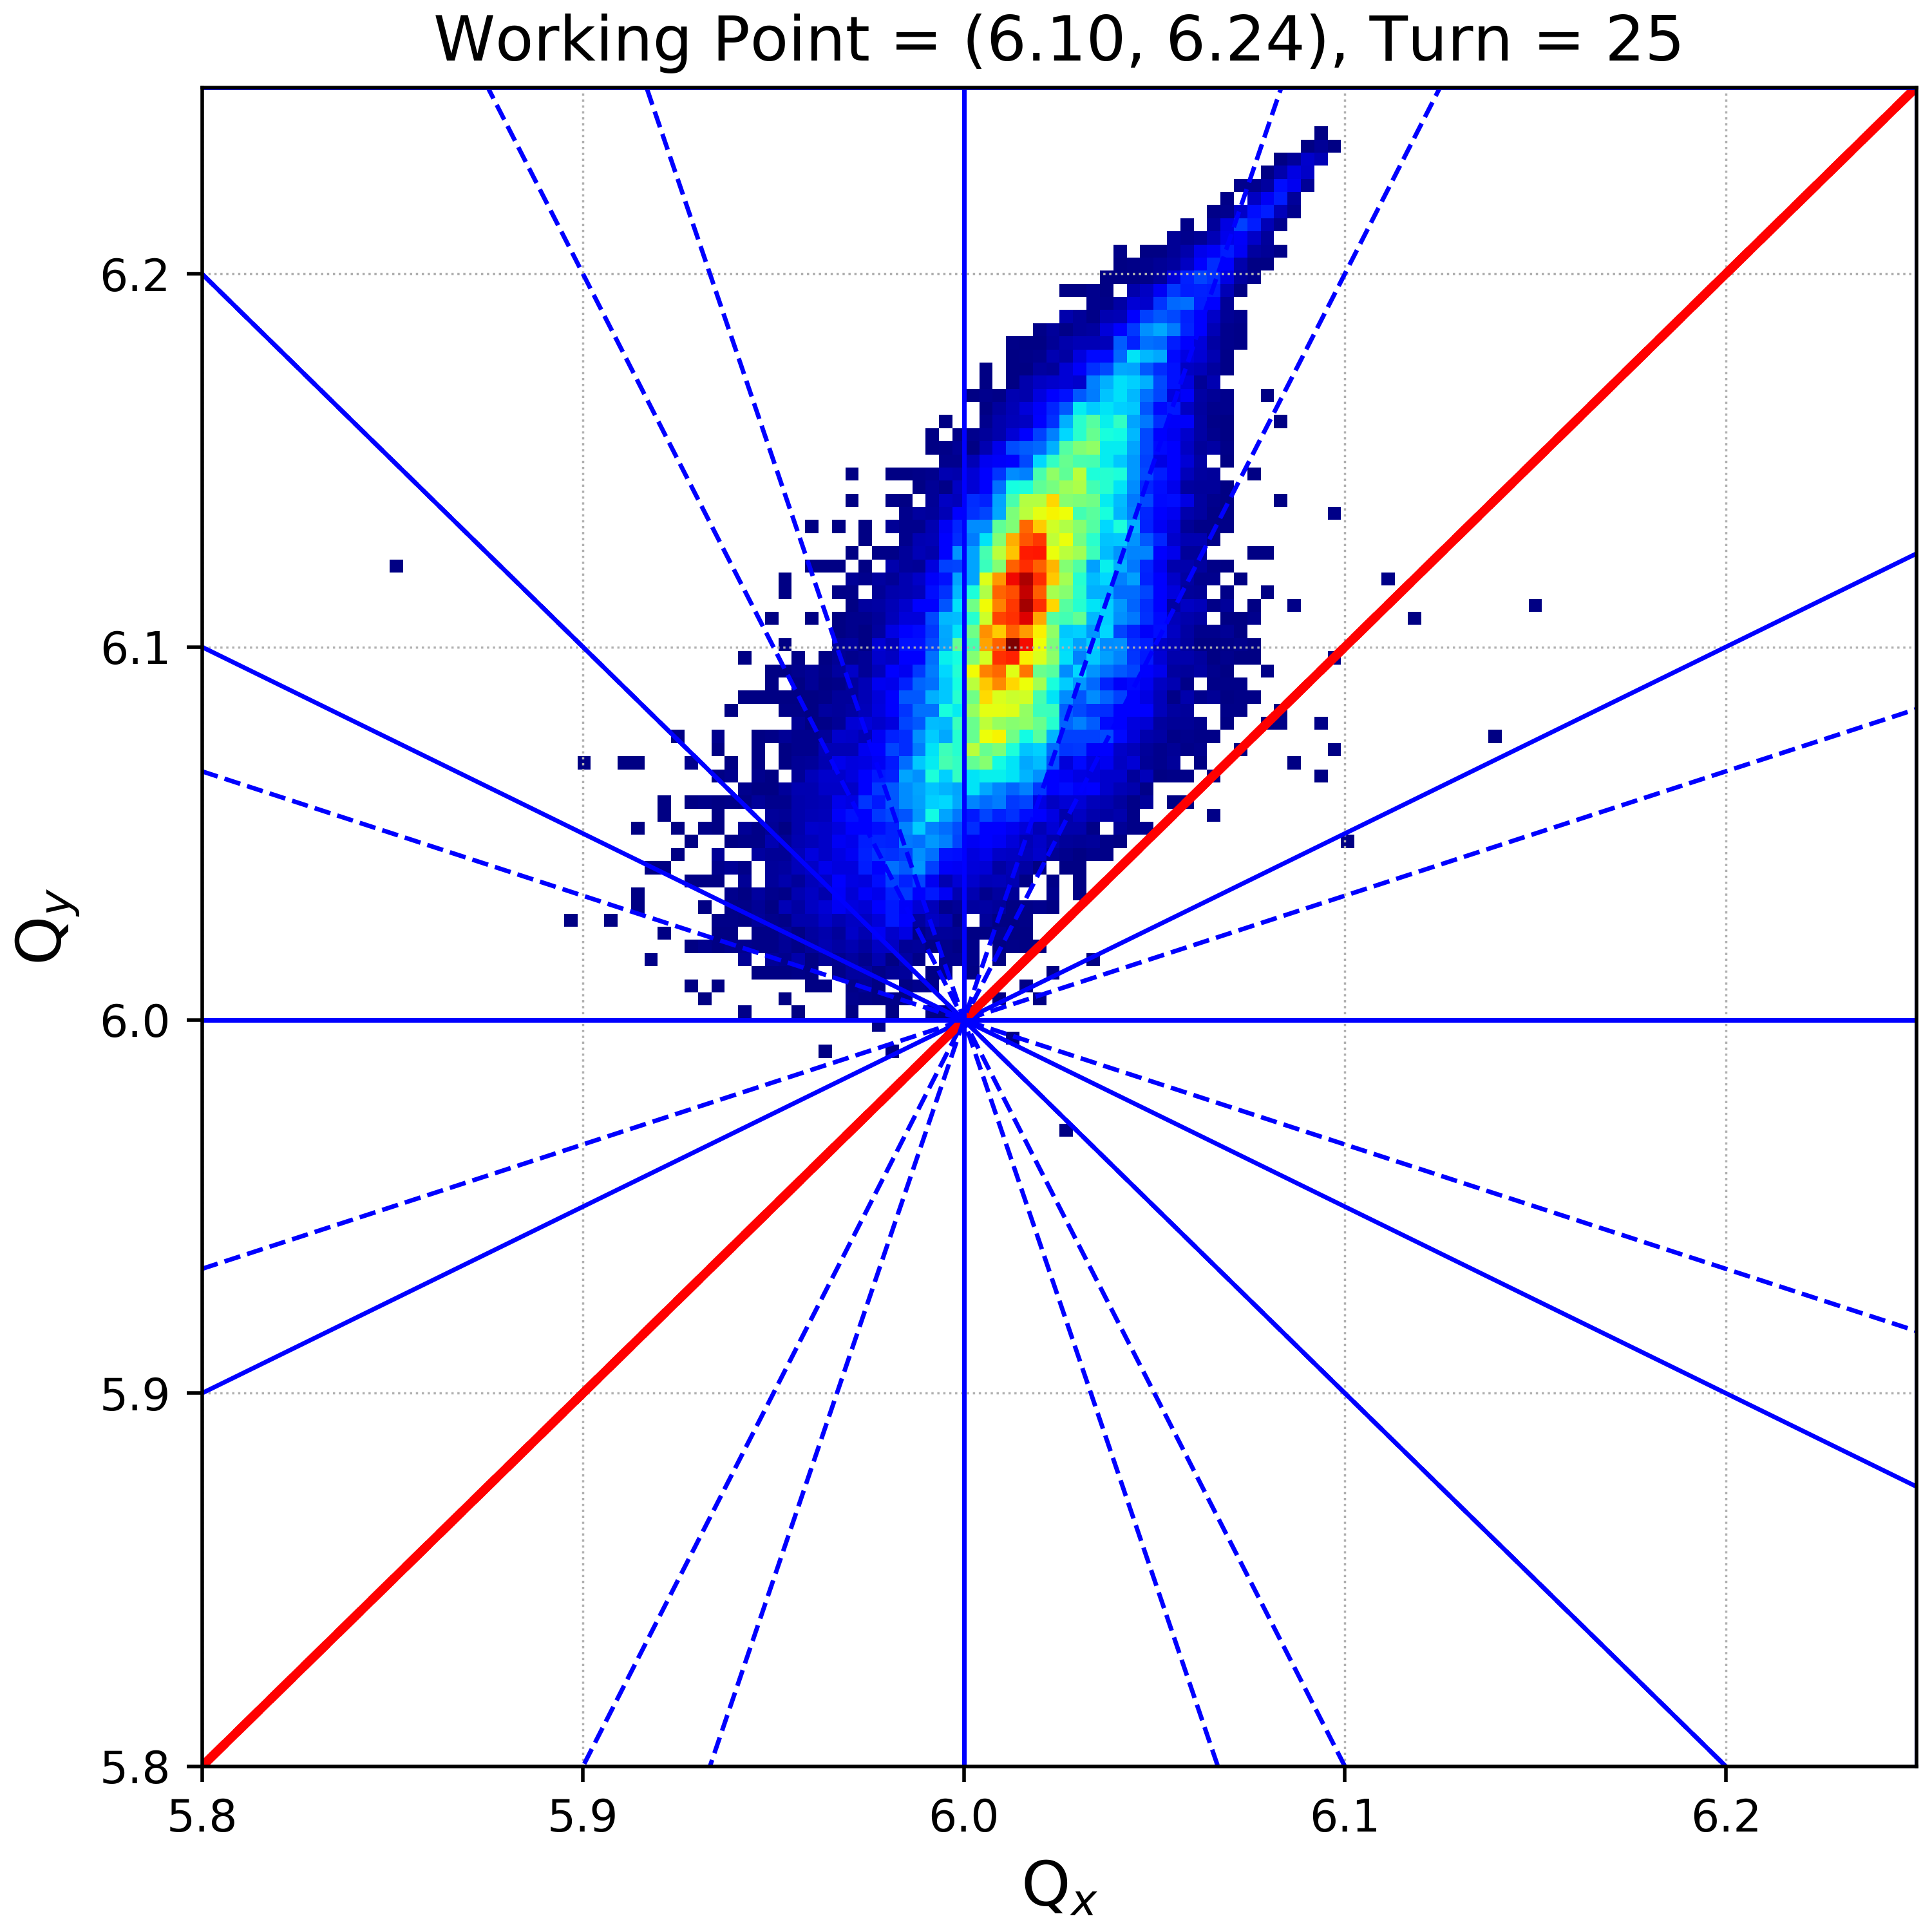 Working Point = (6.10, 6.24), Turn = 25
6.2
6.1
6.0
5.9
5.8
Qy
5.8 5.9 6.0 6.1 6.2
Qx